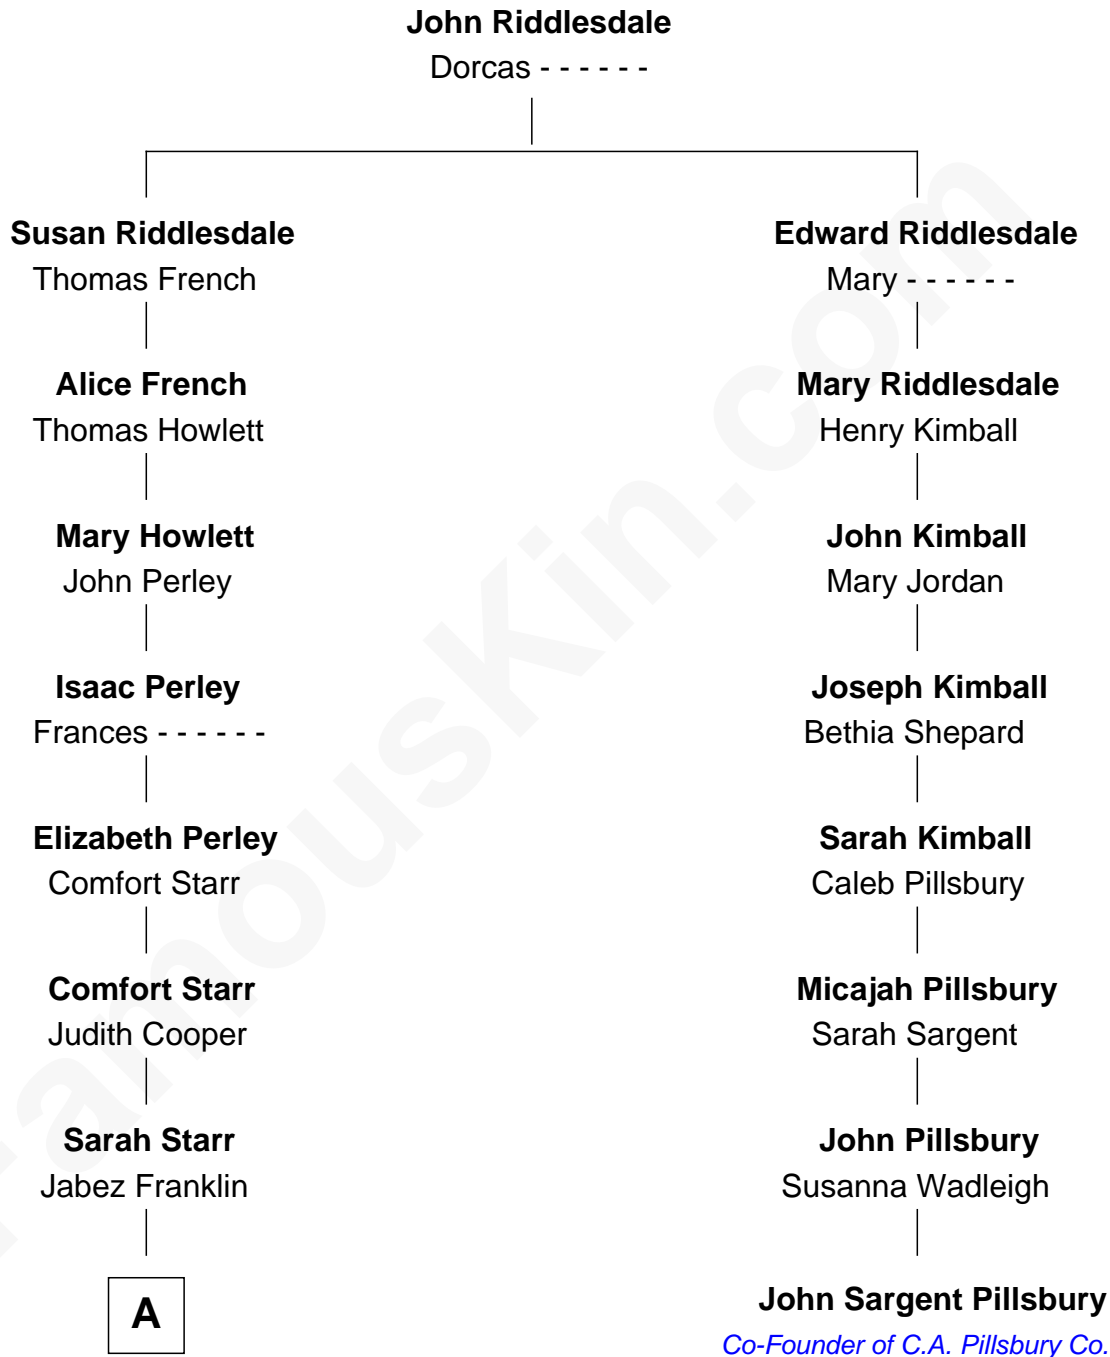 John Riddlesdale
Dorcas - - - - - -
Susan Riddlesdale
Thomas French
Edward Riddlesdale
Mary - - - - - -
Alice French
Thomas Howlett
Mary Riddlesdale
Henry Kimball
Mary Howlett
John Perley
John Kimball
Mary Jordan
Isaac Perley
Frances - - - - - -
Joseph Kimball
Bethia Shepard
Elizabeth Perley
Comfort Starr
Sarah Kimball
Caleb Pillsbury
Comfort Starr
Judith Cooper
Micajah Pillsbury
Sarah Sargent
Sarah Starr
Jabez Franklin
John Pillsbury
Susanna Wadleigh
A
John Sargent Pillsbury
Co-Founder of C.A. Pillsbury Co.
FamousKin.com